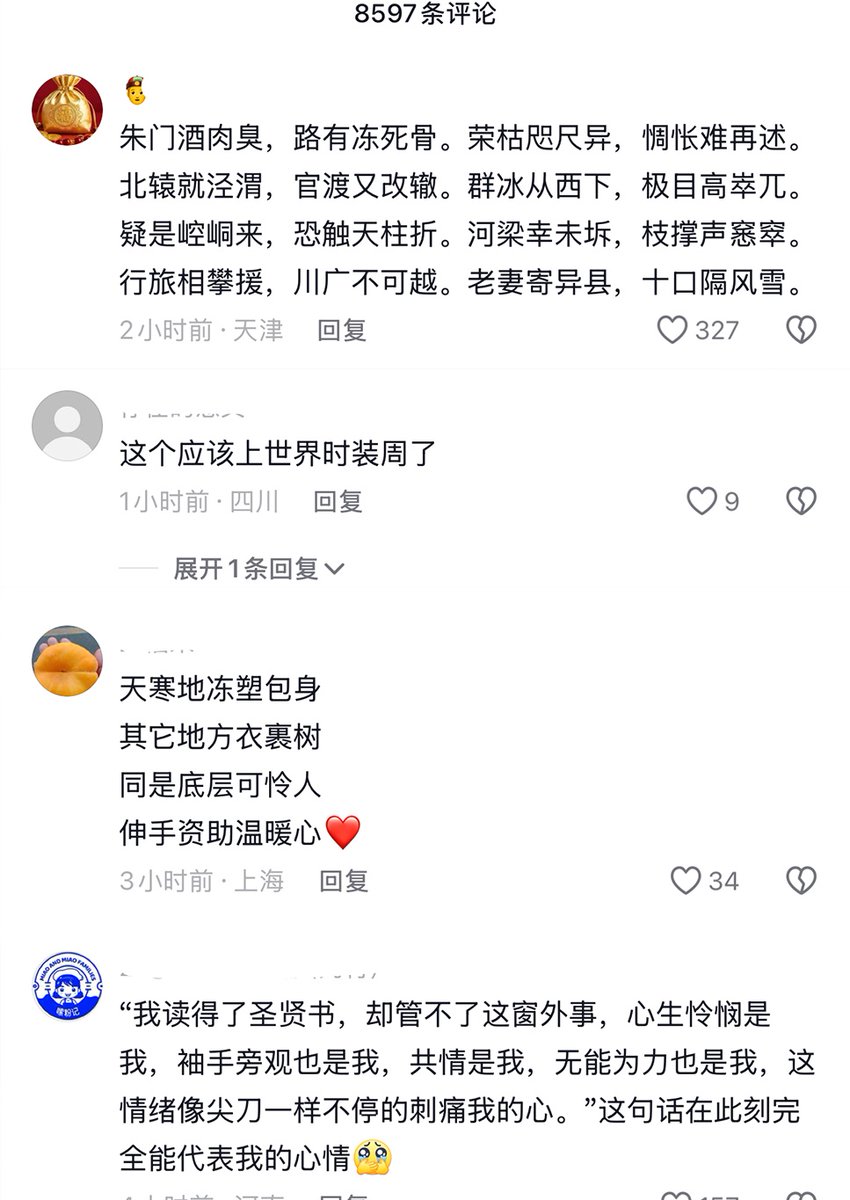 8597条评论
朱门酒肉臭，路有冻死骨。荣枯咫尺异，惆怅难再述。
北辕就泾渭，官渡又改辙。群冰从西下，极目高崒兀。
疑是崆峒来，恐触天柱折。河梁幸未坼，枝撑声窸窣。
行旅相攀援，川广不可越。老妻寄异县，十口隔风雪。
2小时前·天津 回复 327
这个应该上世界时装周了
1小时前·四川 回复 9
展开1条回复
天寒地冻塑包身
其它地方衣裹树
同是底层可怜人
伸手资助温暖心❤️
3小时前·上海 回复 34
MIAO AND MIAO FAMILIES
“我读得了圣贤书，却管不了这窗外事，心生怜悯是
我，袖手旁观也是我，共情是我，无能为力也是我，这
情绪像尖刀一样不停的刺痛我的心。”这句话在此刻完
全能代表我的心情🥹